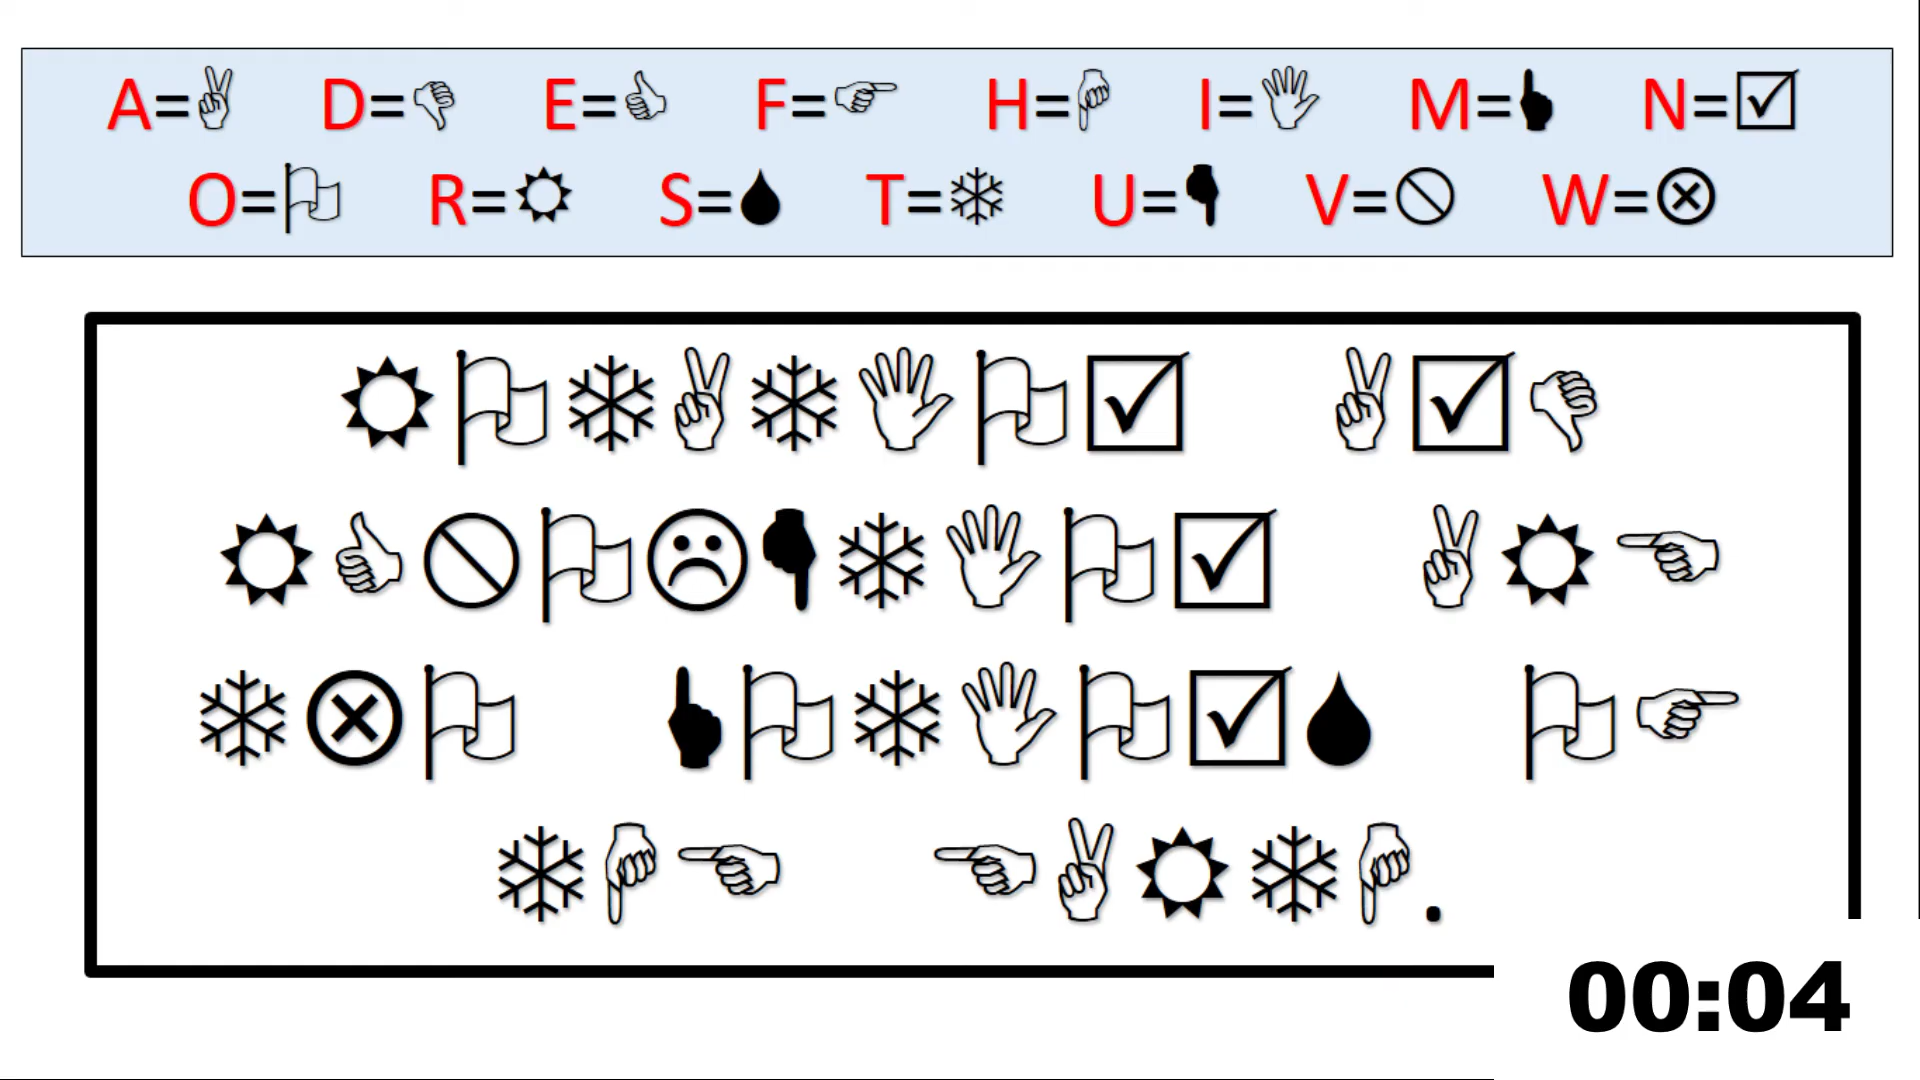 A=✌ D=👎 E=👍 F=☞ H=☟ I=🖐 M=☝ N=☑
O=🏳 R=☼ S=💧 T=❄ U=👇 V=🛇 W=⊗
☼🏳❄✌❄🖐🏳☑ ✌☑👎
☼👍🛇🏳☹👇❄🖐🏳☑ ✌☼☜
❄⊗🏳 ☝🏳❄🖐🏳☑💧 🏳☞
❄☟☜ ☜✌☼❄☟.
00:04